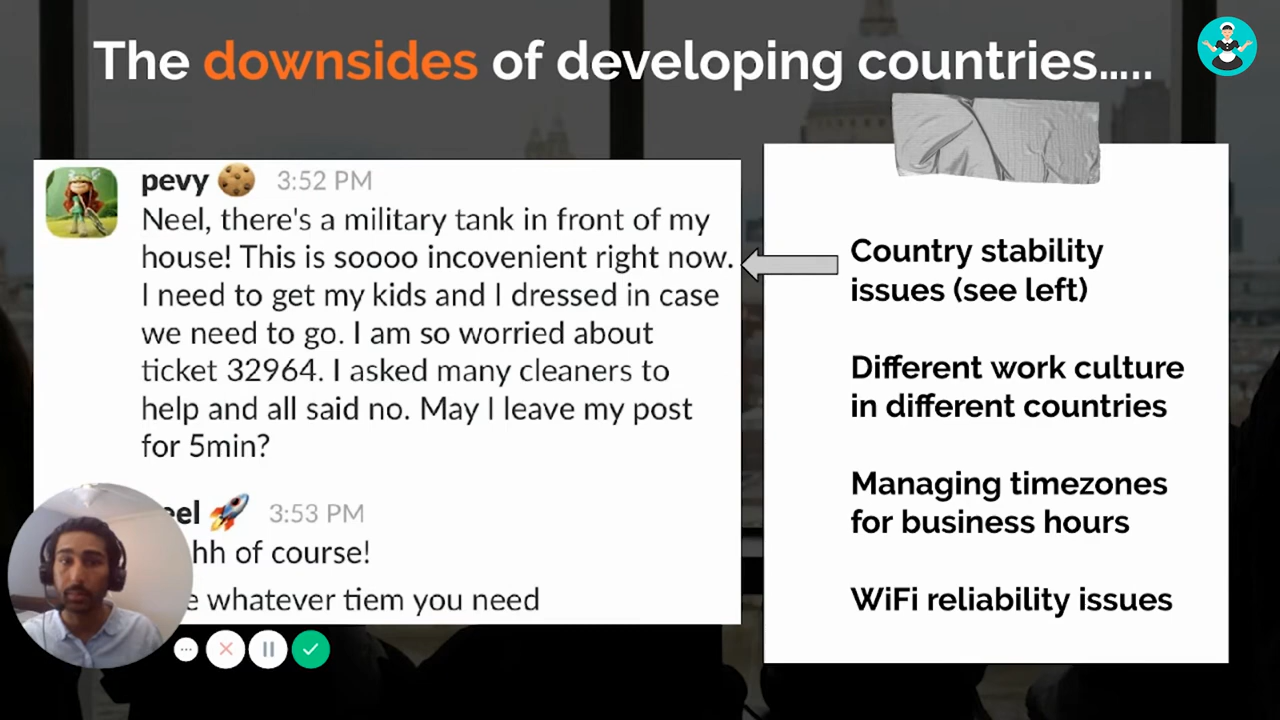 The downsides of developing countries.....
pevy 3:52 PM
Neel, there's a military tank in front of my
house! This is soooo incovenient right now.
I need to get my kids and I dressed in case
we need to go. I am so worried about
ticket 32964. I asked many cleaners to
help and all said no. May I leave my post
for 5min?
eel 3:53 PM
hh of course!
e whatever tiem you need
Country stability
issues (see left)
Different work culture
in different countries
Managing timezones
for business hours
WiFi reliability issues